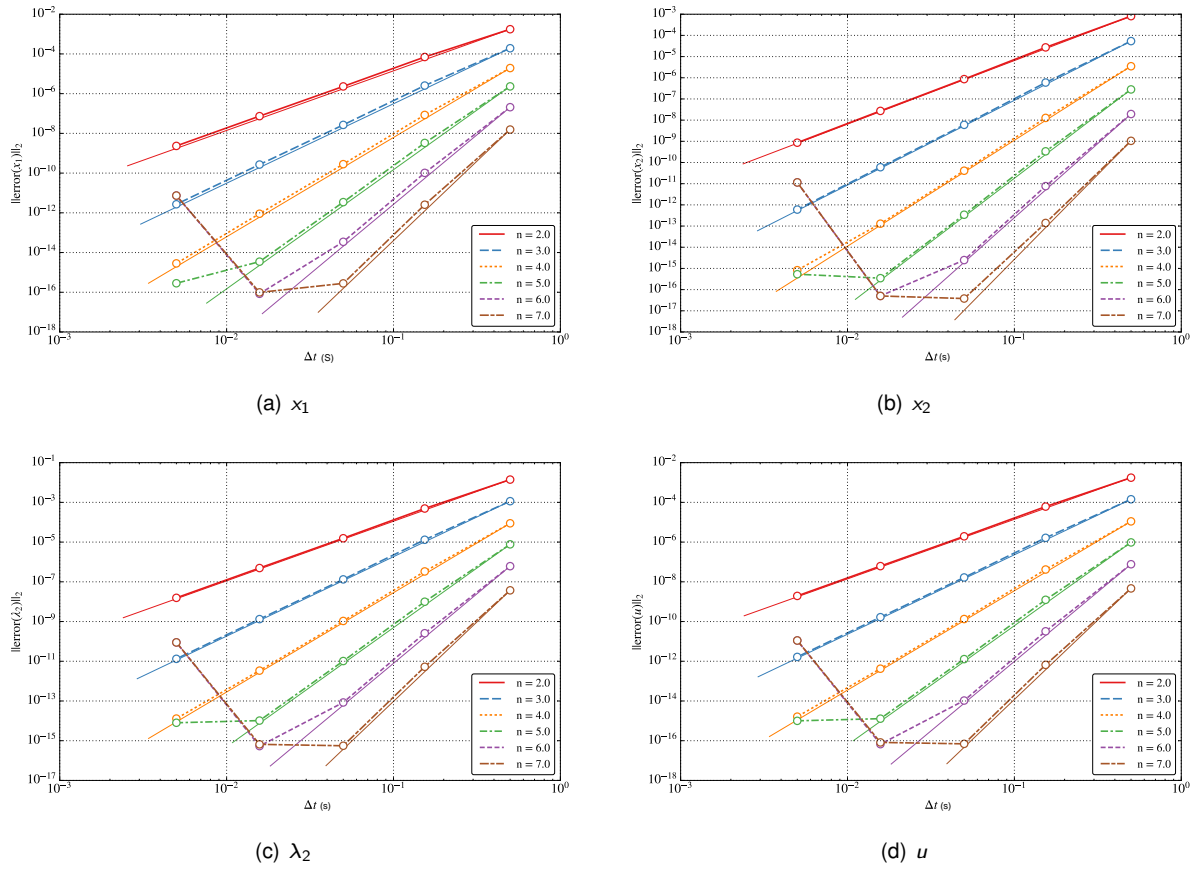 10⁻²
10⁻⁴
10⁻⁶
10⁻⁸
10⁻¹⁰
10⁻¹²
10⁻¹⁴
10⁻¹⁶
10⁻¹⁸
||error(x₁)||₂
n = 2.0
n = 3.0
n = 4.0
n = 5.0
n = 6.0
n = 7.0
10⁻³ 10⁻² 10⁻¹ 10⁰
Δt (S)
(a) x₁
10⁻³
10⁻⁴
10⁻⁵
10⁻⁶
10⁻⁷
10⁻⁸
10⁻⁹
10⁻¹⁰
10⁻¹¹
10⁻¹²
10⁻¹³
10⁻¹⁴
10⁻¹⁵
10⁻¹⁶
10⁻¹⁷
10⁻¹⁸
||error(x₂)||₂
n = 2.0
n = 3.0
n = 4.0
n = 5.0
n = 6.0
n = 7.0
10⁻³ 10⁻² 10⁻¹ 10⁰
Δt (s)
(b) x₂
10⁻¹
10⁻³
10⁻⁵
10⁻⁷
10⁻⁹
10⁻¹¹
10⁻¹³
10⁻¹⁵
10⁻¹⁷
||error(λ₂)||₂
n = 2.0
n = 3.0
n = 4.0
n = 5.0
n = 6.0
n = 7.0
10⁻³ 10⁻² 10⁻¹ 10⁰
Δt (s)
(c) λ₂
10⁻²
10⁻⁴
10⁻⁶
10⁻⁸
10⁻¹⁰
10⁻¹²
10⁻¹⁴
10⁻¹⁶
10⁻¹⁸
||error(u)||₂
n = 2.0
n = 3.0
n = 4.0
n = 5.0
n = 6.0
n = 7.0
10⁻³ 10⁻² 10⁻¹ 10⁰
Δt (s)
(d) u